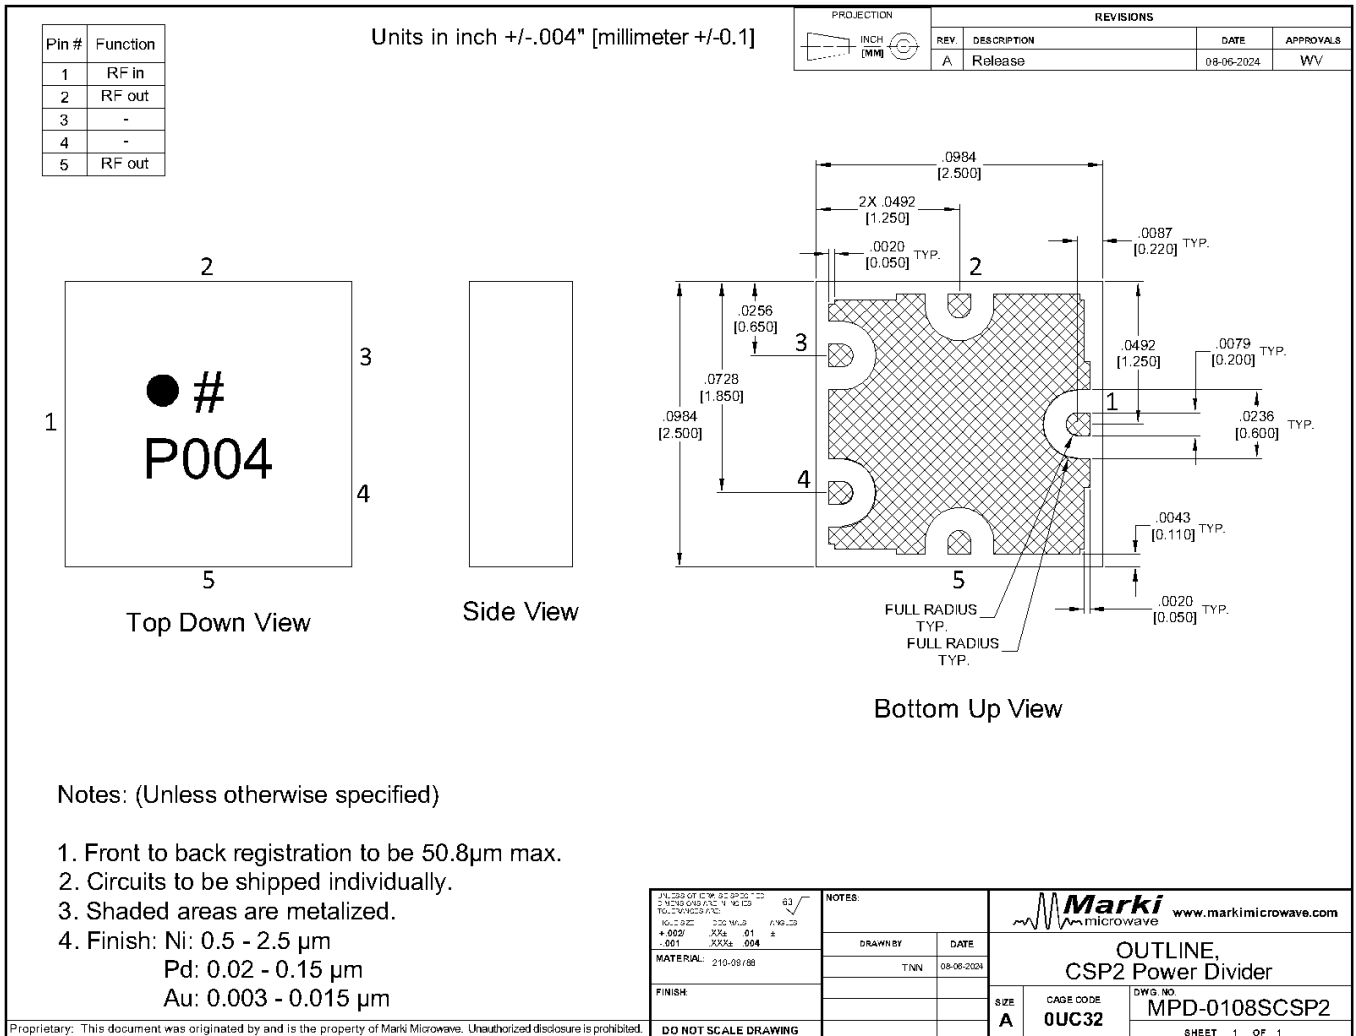 Pin # Function
1 RF in
2 RF out
3 -
4 -
5 RF out
Units in inch +/-.004" [millimeter +/-0.1]
PROJECTION
INCH
[MM]
REVISIONS
REV. DESCRIPTION DATE APPROVALS
A Release 08-06-2024 WV
2
1
3
4
5
● #
P004
Top Down View
Side View
.0984
[2.500]
2X .0492
[1.250]
.0087
[0.220] TYP.
.0020
[0.050] TYP.
2
.0256
[0.650]
3
.0492
[1.250]
.0079
[0.200] TYP.
.0728
[1.850]
1
.0984
[2.500]
.0236
[0.600] TYP.
4
.0043
[0.110] TYP.
5
.0020
[0.050] TYP.
FULL RADIUS
TYP.
FULL RADIUS
TYP.
Bottom Up View
Notes: (Unless otherwise specified)
1. Front to back registration to be 50.8µm max.
2. Circuits to be shipped individually.
3. Shaded areas are metalized.
4. Finish: Ni: 0.5 - 2.5 µm
Pd: 0.02 - 0.15 µm
Au: 0.003 - 0.015 µm
Proprietary: This document was originated by and is the property of Marki Microwave. Unauthorized disclosure is prohibited.
63
+.002/ .XX± .01 ±
-.001 .XXX± .004
MATERIAL:
FINISH:
DO NOT SCALE DRAWING
NOTES:
DRAWN BY DATE
TNN 08-06-2024
Marki
microwave
www.markimicrowave.com
OUTLINE,
CSP2 Power Divider
SIZE
A
CAGE CODE
0UC32
DWG. NO.
MPD-0108SCSP2
SHEET 1 OF 1